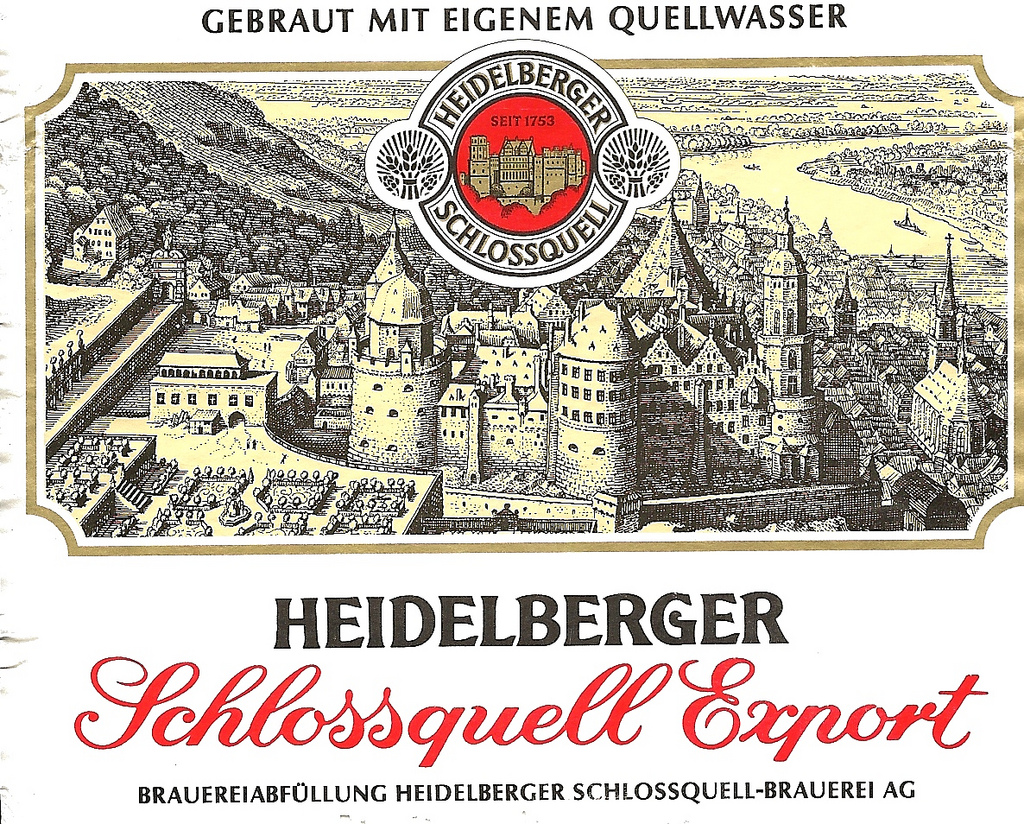 GEBRAUT MIT EIGENEM QUELLWASSER
HEIDELBERGER
SEIT 1753
SCHLOSSQUELL
HEIDELBERGER
Schlossquell Export
BRAUEREIABFÜLLUNG HEIDELBERGER SCHLOSSQUELL-BRAUEREI AG